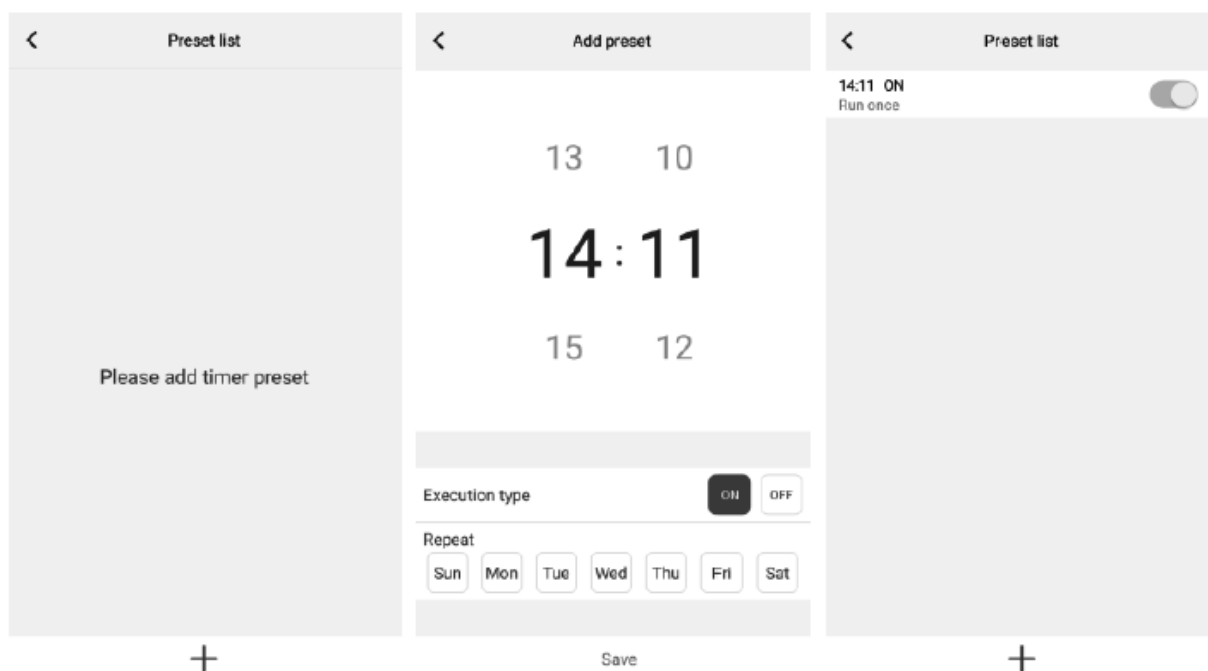 Preset list
Please add timer preset
+
Add preset
13 10
14 : 11
15 12
Execution type ON OFF
Repeat
Sun Mon Tue Wed Thu Fri Sat
Save
Preset list
14:11 ON
Run once
+